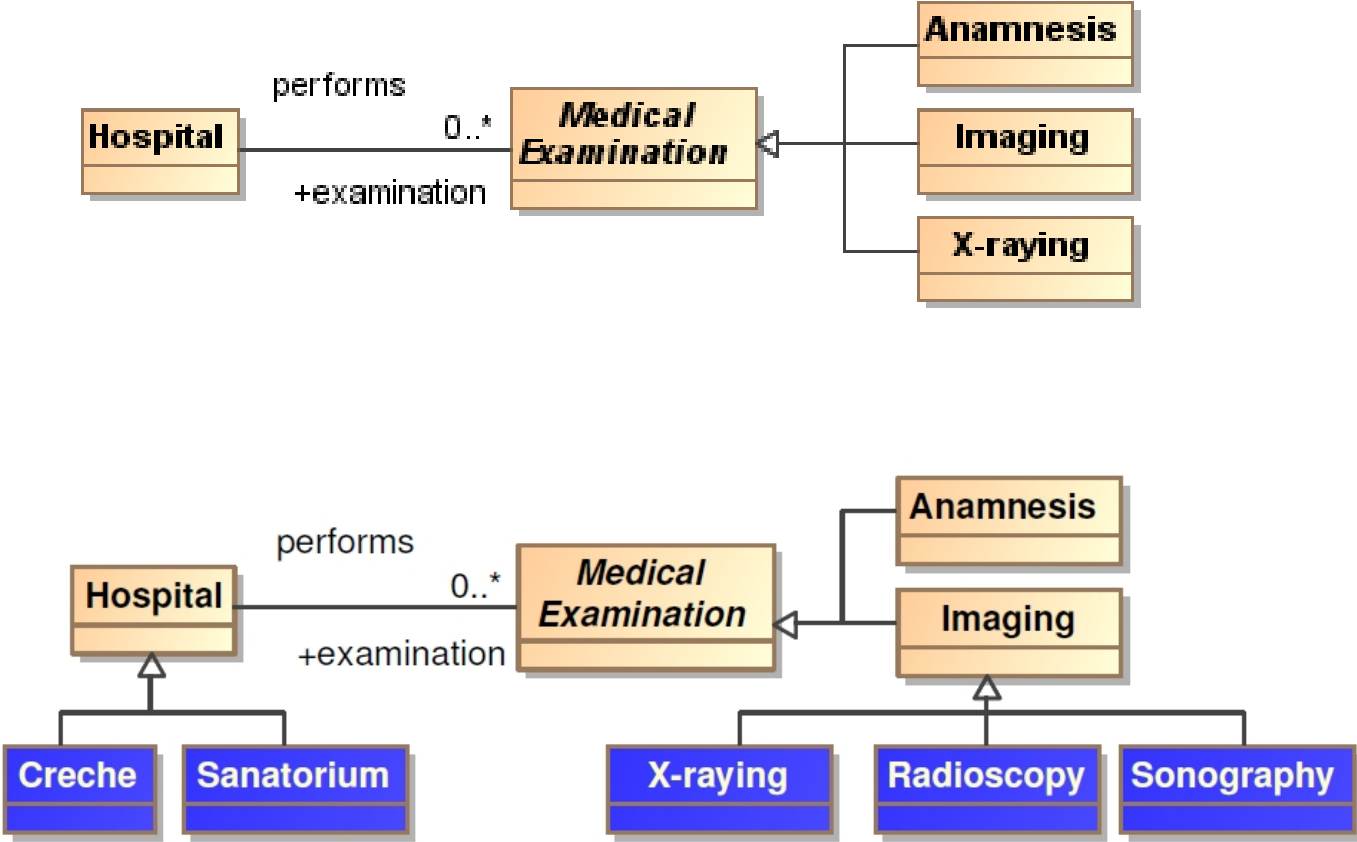 Anamnesis
performs
Medical
Examination
0..*
Hospital
Imaging
+examination
X-raying
Anamnesis
performs
Medical
Examination
0..*
Hospital
Imaging
+examination
Creche
Sanatorium
X-raying
Radioscopy
Sonography